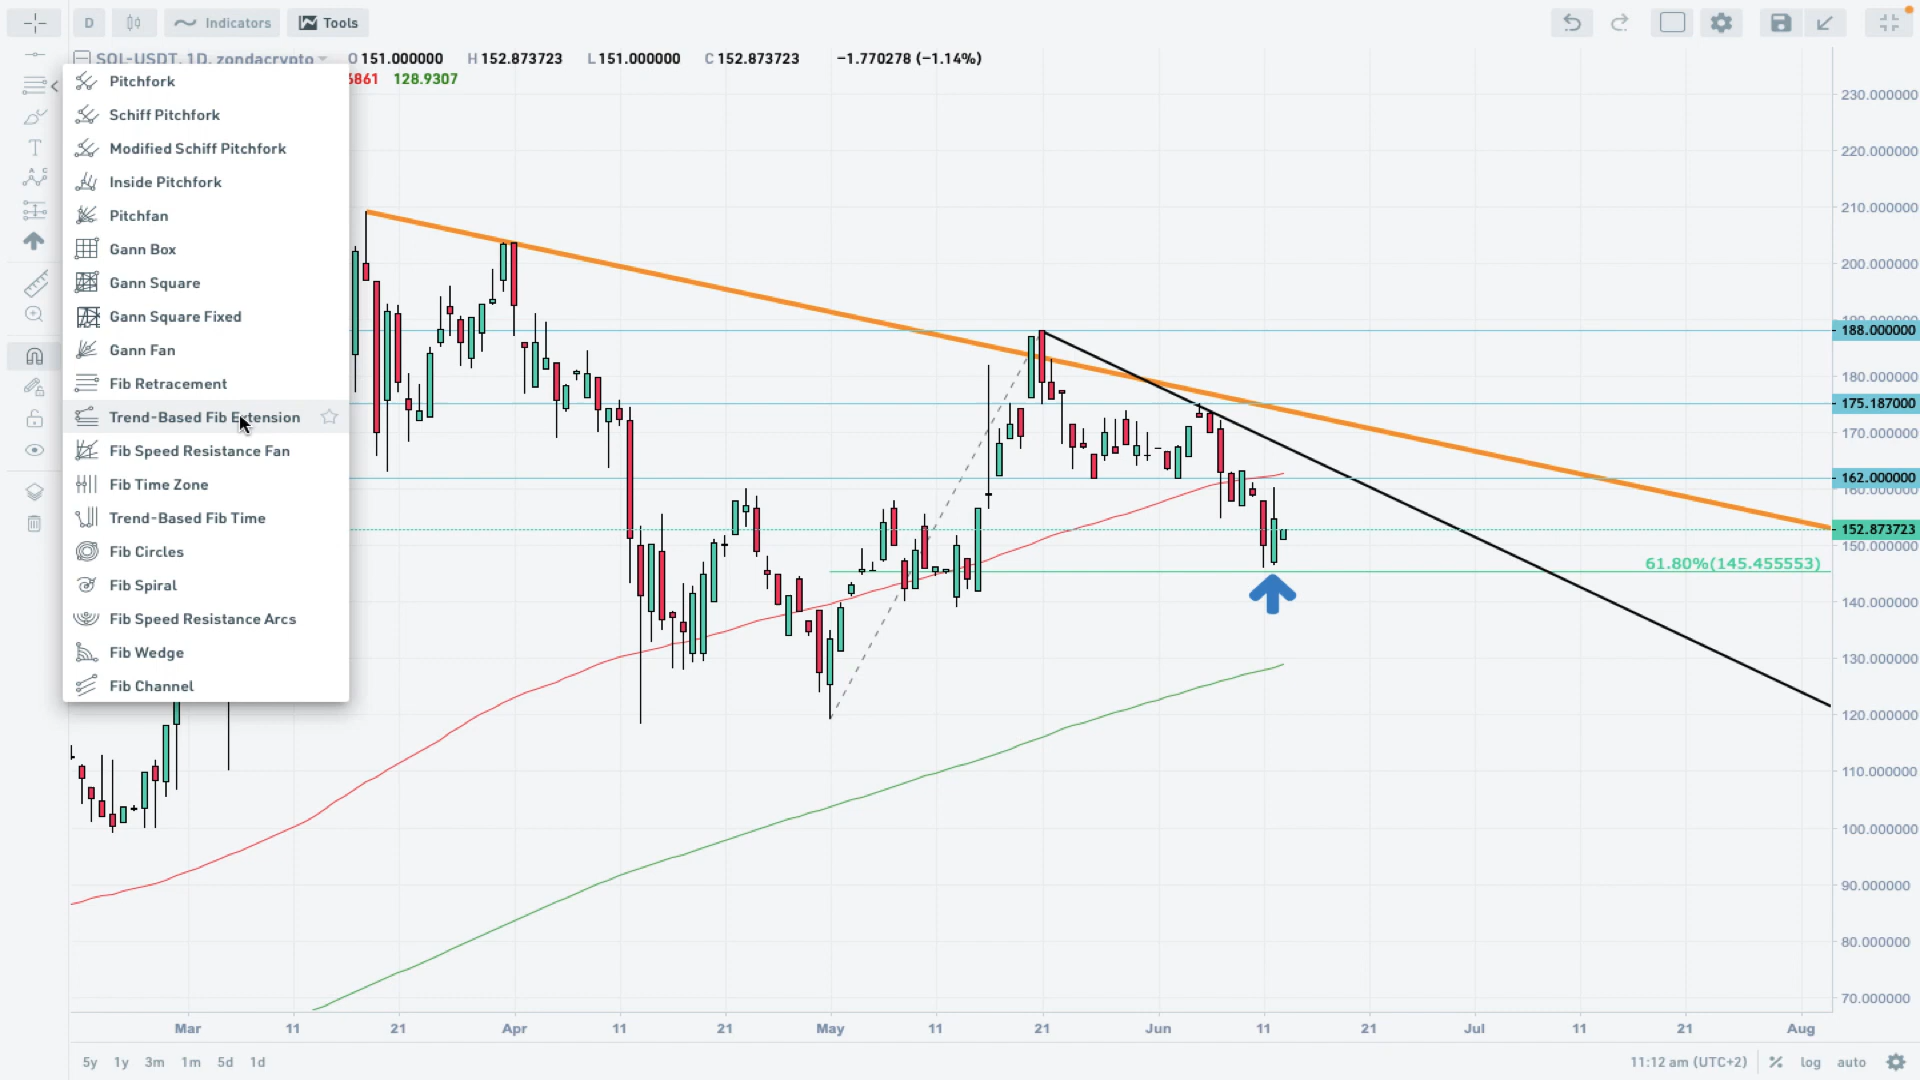 D Indicators Tools
SOL-USDT, 1D, zondacrypto O151.000000 H152.873723 L151.000000 C152.873723 −1.770278 (−1.14%)
6861 128.9307
Pitchfork
Schiff Pitchfork
Modified Schiff Pitchfork
Inside Pitchfork
Pitchfan
Gann Box
Gann Square
Gann Square Fixed
Gann Fan
Fib Retracement
Trend-Based Fib Extension
Fib Speed Resistance Fan
Fib Time Zone
Trend-Based Fib Time
Fib Circles
Fib Spiral
Fib Speed Resistance Arcs
Fib Wedge
Fib Channel
61.80%(145.455553)
230.000000
220.000000
210.000000
200.000000
188.000000
180.000000
175.187000
170.000000
162.000000
160.000000
152.873723
150.000000
140.000000
130.000000
120.000000
110.000000
100.000000
90.000000
80.000000
70.000000
Mar 11 21 Apr 11 21 May 11 21 Jun 11 21 Jul 11 21 Aug
5y 1y 3m 1m 5d 1d 11:12 am (UTC+2) % log auto